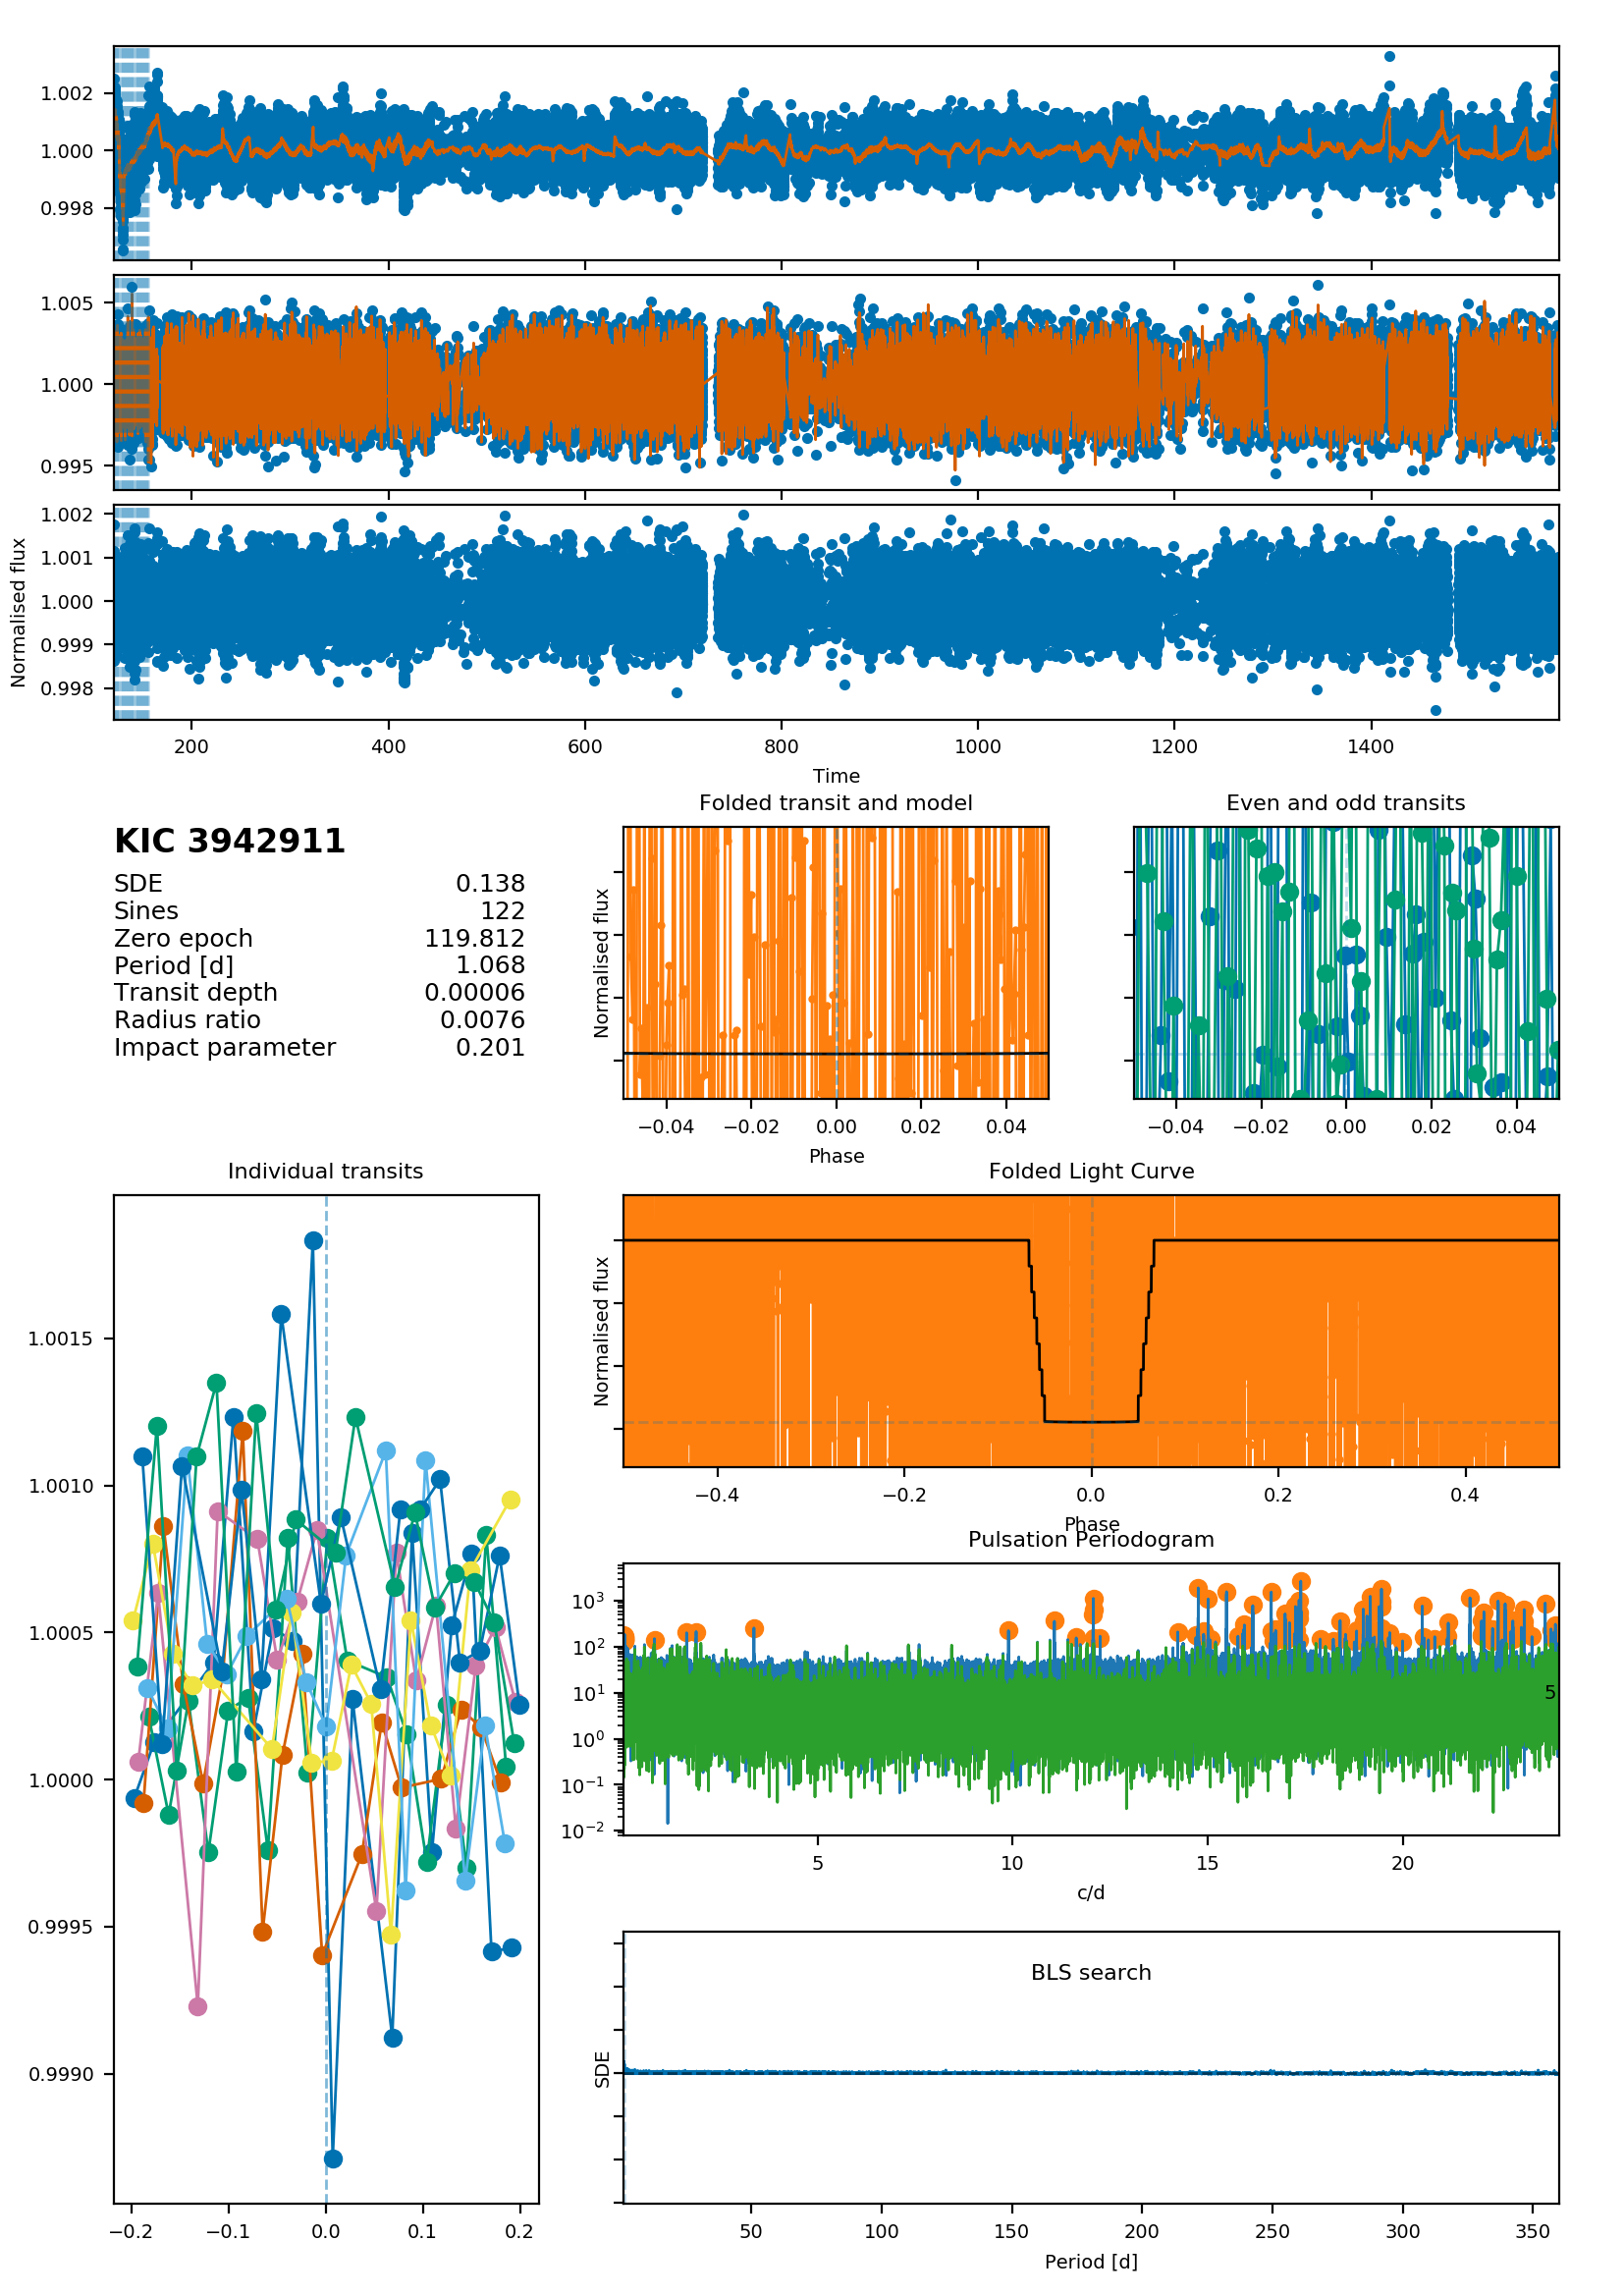 1.002
1.000
0.998
1.005
1.000
0.995
1.002
1.001
1.000
0.999
0.998
Normalised flux
200 400 600 800 1000 1200 1400
Time
KIC 3942911
SDE 0.138
Sines 122
Zero epoch 119.812
Period [d] 1.068
Transit depth 0.00006
Radius ratio 0.0076
Impact parameter 0.201
Folded transit and model
Normalised flux
−0.04 −0.02 0.00 0.02 0.04
Phase
Even and odd transits
−0.04 −0.02 0.00 0.02 0.04
Individual transits
1.0015
1.0010
1.0005
1.0000
0.9995
0.9990
−0.2 −0.1 0.0 0.1 0.2
Folded Light Curve
Normalised flux
−0.4 −0.2 0.0 0.2 0.4
Phase
Pulsation Periodogram
10³
10²
10¹
10⁰
10⁻¹
10⁻²
5
5 10 15 20
c/d
BLS search
SDE
50 100 150 200 250 300 350
Period [d]